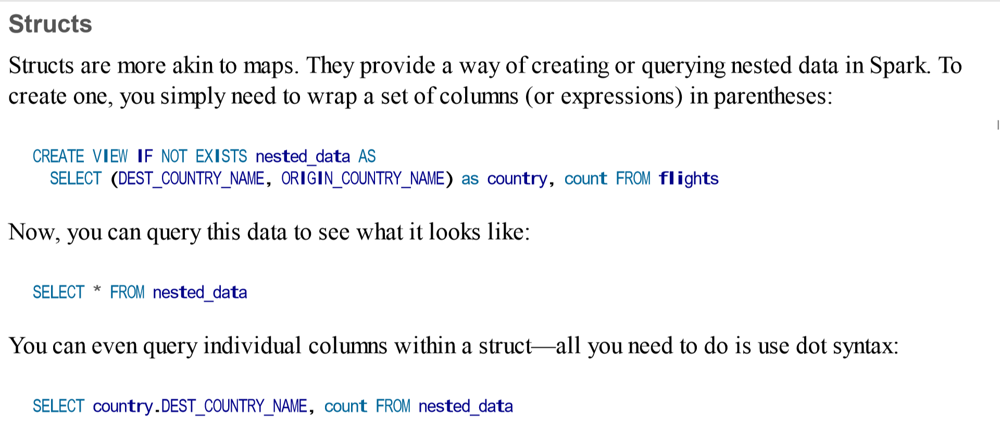 Structs
Structs are more akin to maps. They provide a way of creating or querying nested data in Spark. To
create one, you simply need to wrap a set of columns (or expressions) in parentheses:
CREATE VIEW IF NOT EXISTS nested_data AS
SELECT (DEST_COUNTRY_NAME, ORIGIN_COUNTRY_NAME) as country, count FROM flights
Now, you can query this data to see what it looks like:
SELECT * FROM nested_data
You can even query individual columns within a struct—all you need to do is use dot syntax:
SELECT country.DEST_COUNTRY_NAME, count FROM nested_data